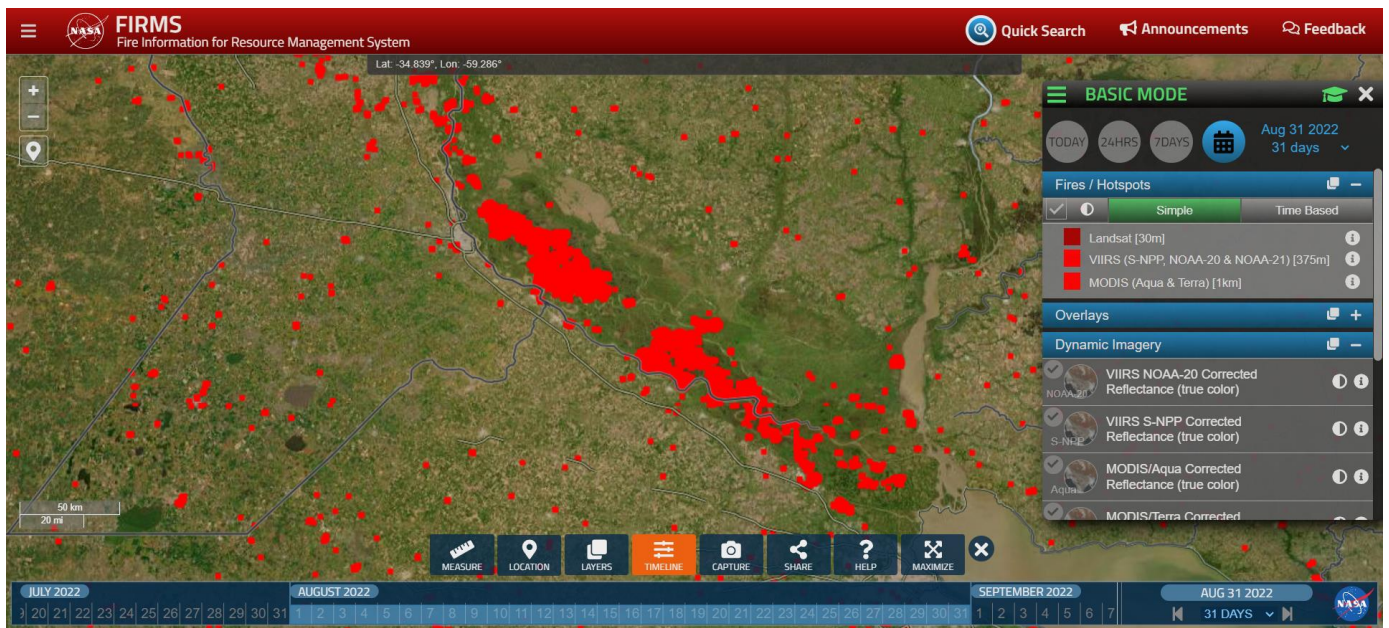 NASA
FIRMS
Fire Information for Resource Management System
Quick Search
Announcements
Feedback
Lat: -34.839°, Lon: -59.286°
+
−
BASIC MODE
TODAY
24HRS
7DAYS
Aug 31 2022
31 days
Fires / Hotspots
Simple
Time Based
Landsat [30m]
VIIRS (S-NPP, NOAA-20 & NOAA-21) [375m]
MODIS (Aqua & Terra) [1km]
Overlays
Dynamic Imagery
NOAA-20
VIIRS NOAA-20 Corrected
Reflectance (true color)
S-NPP
VIIRS S-NPP Corrected
Reflectance (true color)
Aqua
MODIS/Aqua Corrected
Reflectance (true color)
MODIS/Terra Corrected
50 km
20 mi
MEASURE
LOCATION
LAYERS
TIMELINE
CAPTURE
SHARE
HELP
MAXIMIZE
JULY 2022
20 21 22 23 24 25 26 27 28 29 30 31
AUGUST 2022
1 2 3 4 5 6 7 8 9 10 11 12 13 14 15 16 17 18 19 20 21 22 23 24 25 26 27 28 29 30 31
SEPTEMBER 2022
1 2 3 4 5 6 7
AUG 31 2022
31 DAYS
NASA